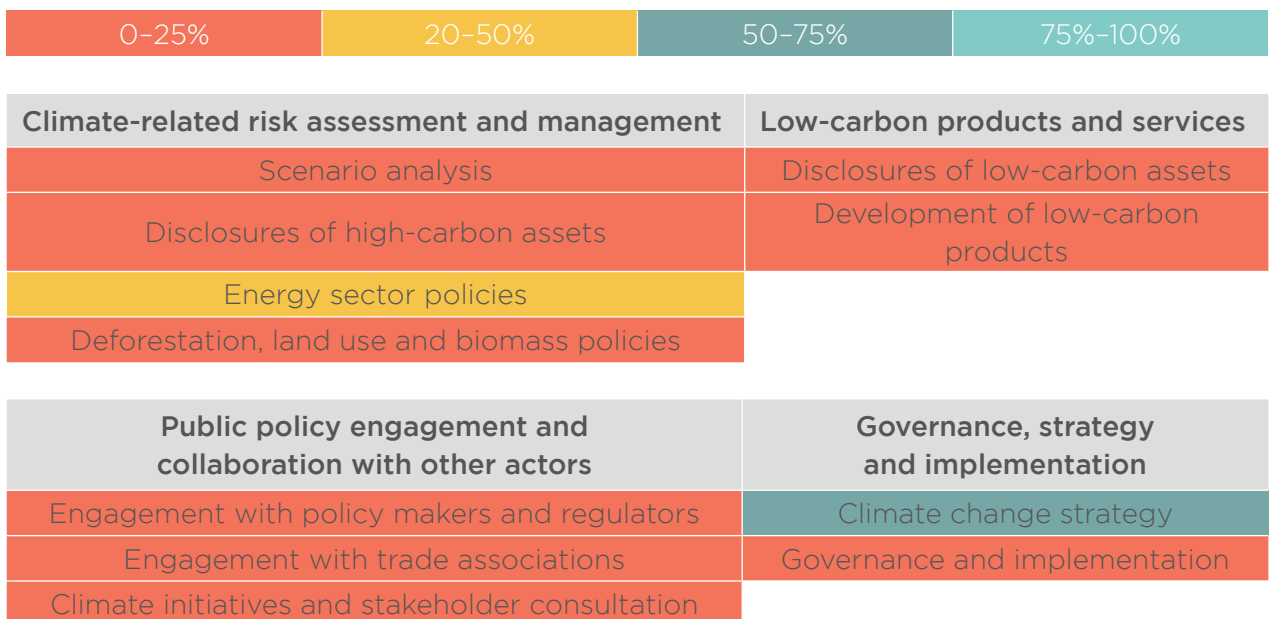 0–25%
20–50%
50–75%
75%–100%
Climate-related risk assessment and management
Low-carbon products and services
Scenario analysis
Disclosures of low-carbon assets
Disclosures of high-carbon assets
Development of low-carbon
products
Energy sector policies
Deforestation, land use and biomass policies
Public policy engagement and
collaboration with other actors
Governance, strategy
and implementation
Engagement with policy makers and regulators
Climate change strategy
Engagement with trade associations
Governance and implementation
Climate initiatives and stakeholder consultation